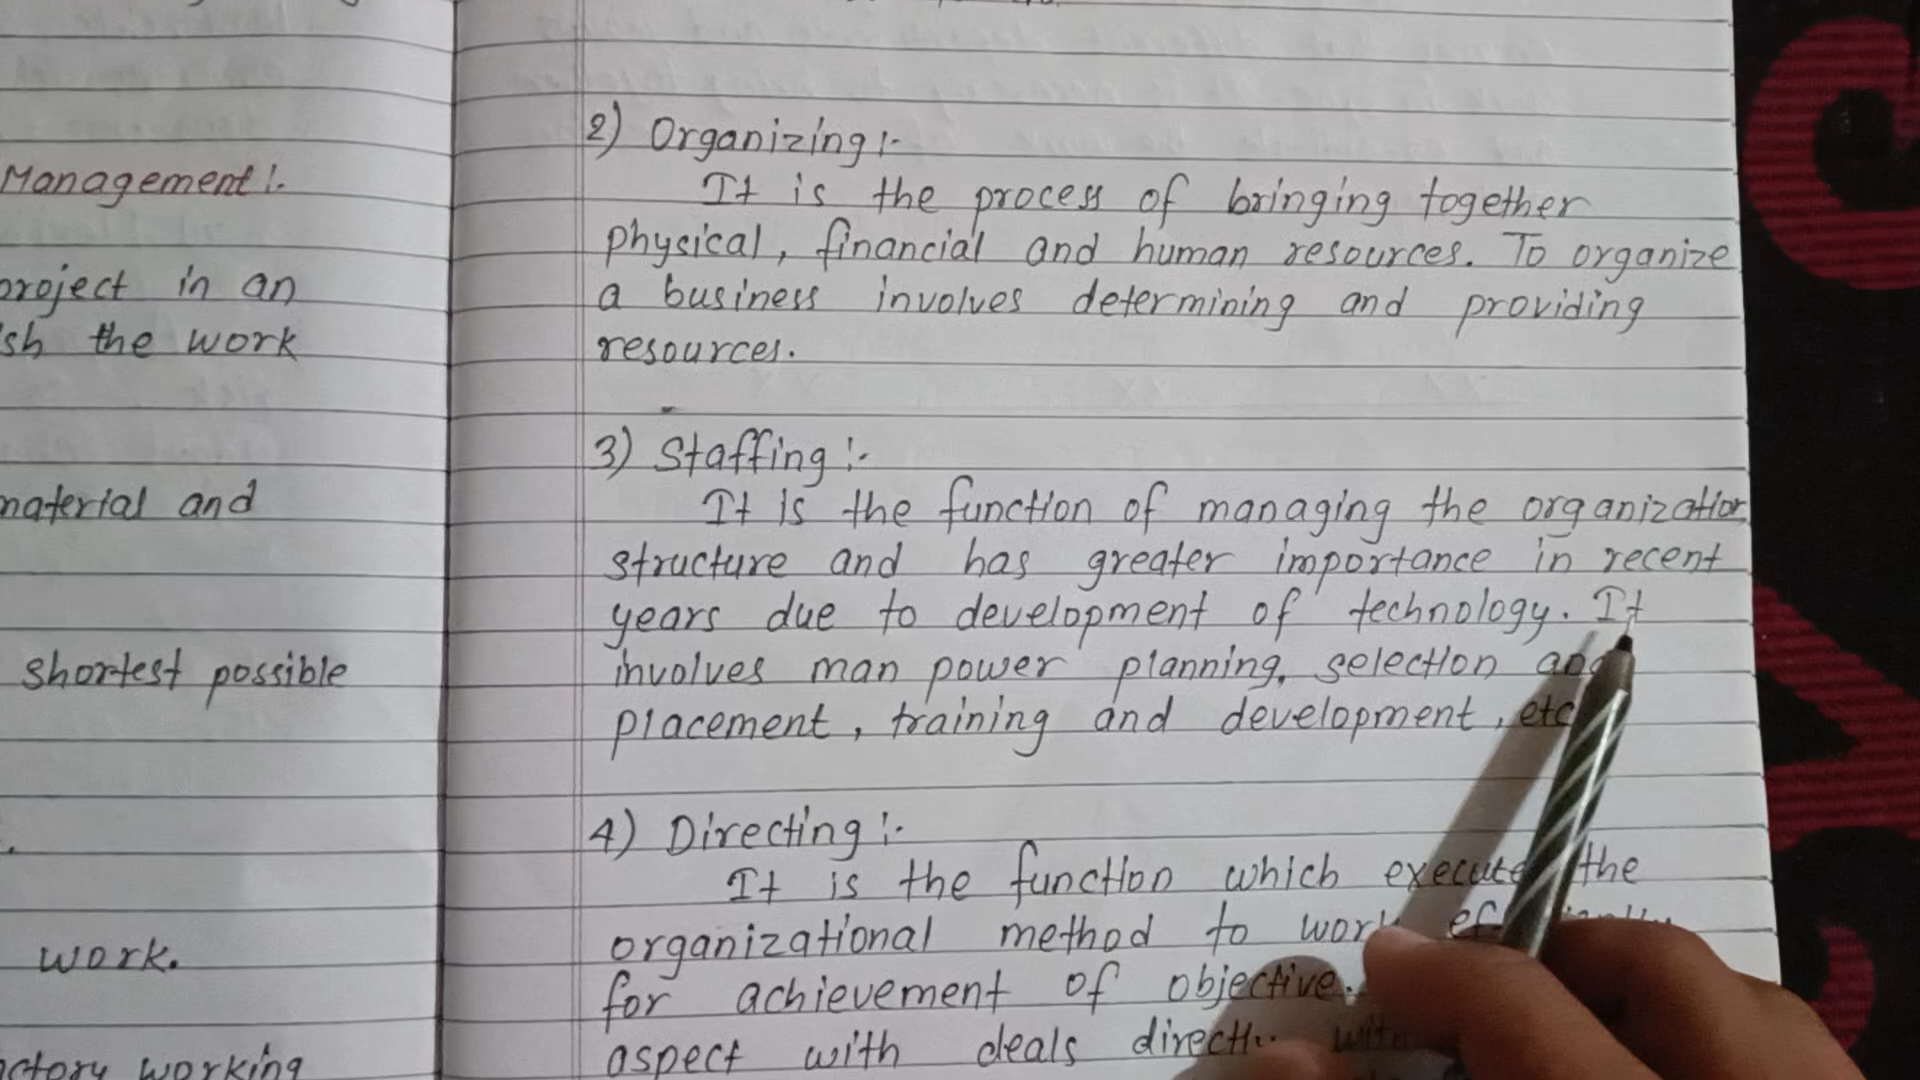 Management :-
project in an
sh the work
material and
shortest possible
work.
actory working
2) Organizing :-
It is the process of bringing together
physical, financial and human resources. To organize
a business involves determining and providing
resources.
3) Staffing :-
It is the function of managing the organization
structure and has greater importance in recent
years due to development of technology. It
involves man power planning, selection and
placement, training and development, etc
4) Directing :-
It is the function which execute the
organizational method to work
for achievement of objective.
aspect with deals with